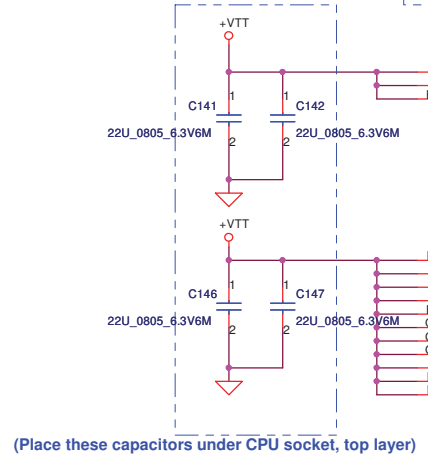 +VTT
1 1
C141 C142
22U_0805_6.3V6M 22U_0805_6.3V6M
2 2
+VTT
1 1
C146 C147
22U_0805_6.3V6M 22U_0805_6.3V6M
2 2
(Place these capacitors under CPU socket, top layer)